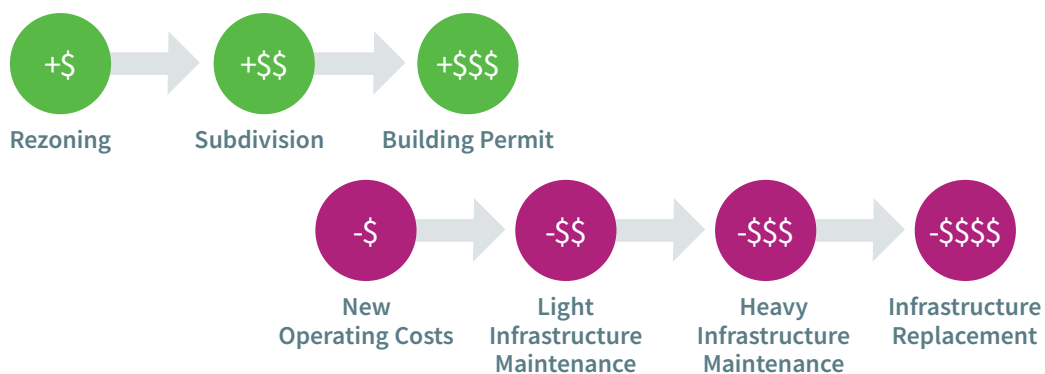 +$
+$$
+$$$
Rezoning
Subdivision
Building Permit
-$
-$$
-$$$
-$$$$
New
Operating Costs
Light
Infrastructure
Maintenance
Heavy
Infrastructure
Maintenance
Infrastructure
Replacement